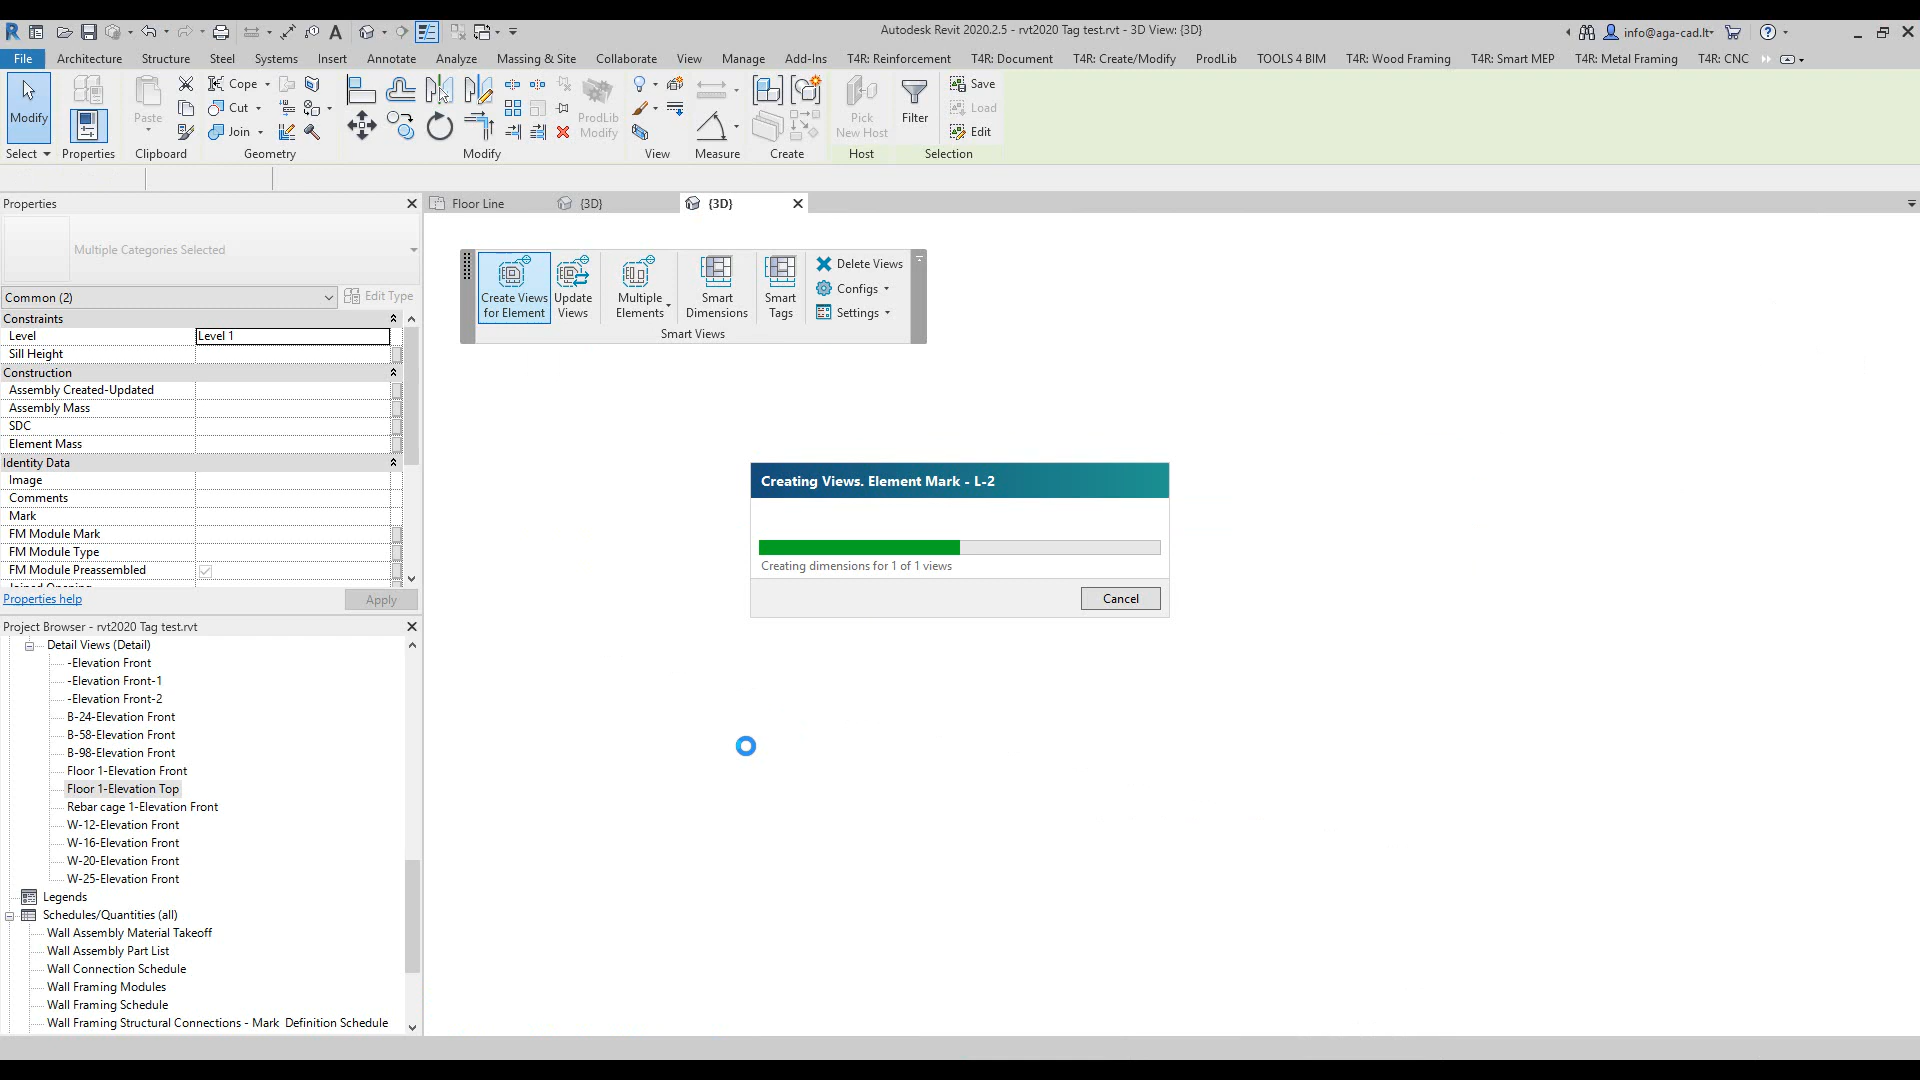 Autodesk Revit 2020.2.5 - rvt2020 Tag test.rvt - 3D View: {3D}
info@aga-cad.lt
File Architecture Structure Steel Systems Insert Annotate Analyze Massing & Site Collaborate View Manage Add-Ins T4R: Reinforcement T4R: Document T4R: Create/Modify ProdLib TOOLS 4 BIM T4R: Wood Framing T4R: Smart MEP T4R: Metal Framing T4R: CNC
Modify
Paste
Cope
Cut
Join
ProdLib
Modify
Pick
New Host
Filter
Save
Load
Edit
Select Properties Clipboard Geometry Modify View Measure Create Host Selection
Properties
Multiple Categories Selected
Common (2) Edit Type
Constraints
Level Level 1
Sill Height
Construction
Assembly Created-Updated
Assembly Mass
SDC
Element Mass
Identity Data
Image
Comments
Mark
FM Module Mark
FM Module Type
FM Module Preassembled
Joined Opening
Properties help Apply
Project Browser - rvt2020 Tag test.rvt
Detail Views (Detail)
-Elevation Front
-Elevation Front-1
-Elevation Front-2
B-24-Elevation Front
B-58-Elevation Front
B-98-Elevation Front
Floor 1-Elevation Front
Floor 1-Elevation Top
Rebar cage 1-Elevation Front
W-12-Elevation Front
W-16-Elevation Front
W-20-Elevation Front
W-25-Elevation Front
Legends
Schedules/Quantities (all)
Wall Assembly Material Takeoff
Wall Assembly Part List
Wall Connection Schedule
Wall Framing Modules
Wall Framing Schedule
Wall Framing Structural Connections - Mark Definition Schedule
Floor Line {3D} {3D}
Create Views
for Element
Update
Views
Multiple
Elements
Smart
Dimensions
Smart
Tags
Delete Views
Configs
Settings
Smart Views
Creating Views. Element Mark - L-2
Creating dimensions for 1 of 1 views
Cancel